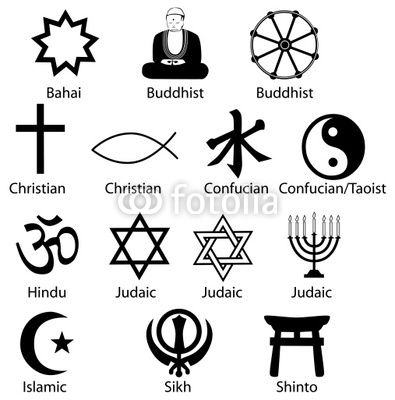 Bahai Buddhist Buddhist
Christian Christian Confucian Confucian/Taoist
fotolia
Hindu Judaic Judaic Judaic
Islamic Sikh Shinto